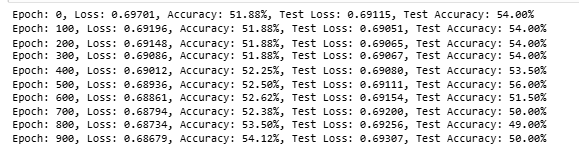 Epoch: 0, Loss: 0.69701, Accuracy: 51.88%, Test Loss: 0.69115, Test Accuracy: 54.00%
Epoch: 100, Loss: 0.69196, Accuracy: 51.88%, Test Loss: 0.69051, Test Accuracy: 54.00%
Epoch: 200, Loss: 0.69148, Accuracy: 51.88%, Test Loss: 0.69065, Test Accuracy: 54.00%
Epoch: 300, Loss: 0.69086, Accuracy: 51.88%, Test Loss: 0.69067, Test Accuracy: 54.00%
Epoch: 400, Loss: 0.69012, Accuracy: 52.25%, Test Loss: 0.69080, Test Accuracy: 53.50%
Epoch: 500, Loss: 0.68936, Accuracy: 52.50%, Test Loss: 0.69111, Test Accuracy: 56.00%
Epoch: 600, Loss: 0.68861, Accuracy: 52.62%, Test Loss: 0.69154, Test Accuracy: 51.50%
Epoch: 700, Loss: 0.68794, Accuracy: 52.38%, Test Loss: 0.69200, Test Accuracy: 50.00%
Epoch: 800, Loss: 0.68734, Accuracy: 53.50%, Test Loss: 0.69256, Test Accuracy: 49.00%
Epoch: 900, Loss: 0.68679, Accuracy: 54.12%, Test Loss: 0.69307, Test Accuracy: 50.00%